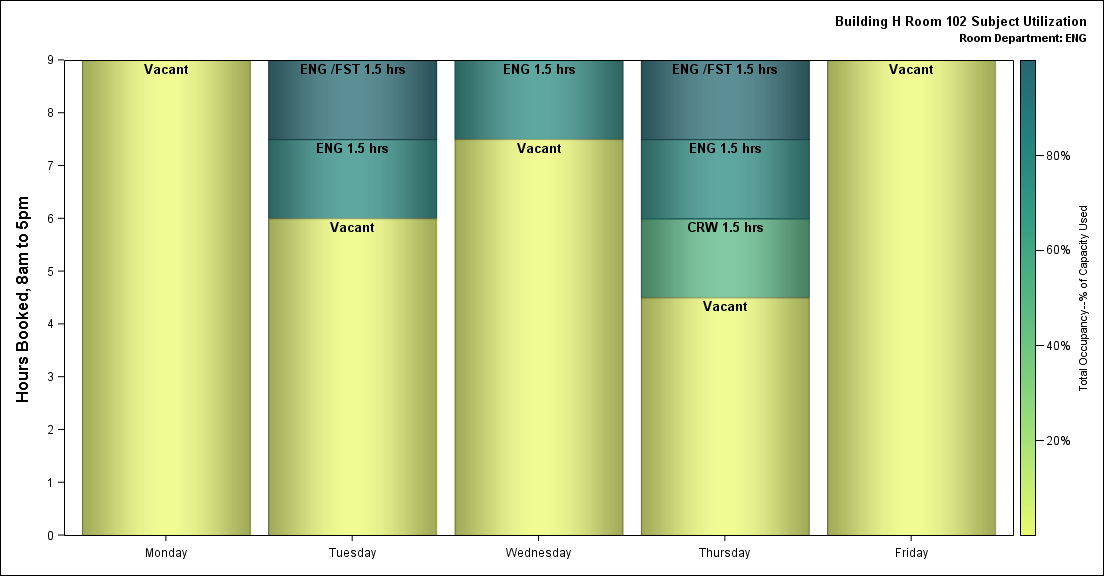 Building H Room 102 Subject Utilization
Room Department: ENG
Hours Booked, 8am to 5pm
9
8
7
6
5
4
3
2
1
0
Vacant
ENG /FST 1.5 hrs
ENG 1.5 hrs
Vacant
ENG 1.5 hrs
Vacant
ENG /FST 1.5 hrs
ENG 1.5 hrs
CRW 1.5 hrs
Vacant
Vacant
Monday
Tuesday
Wednesday
Thursday
Friday
80%
60%
40%
20%
Total Occupancy--% of Capacity Used